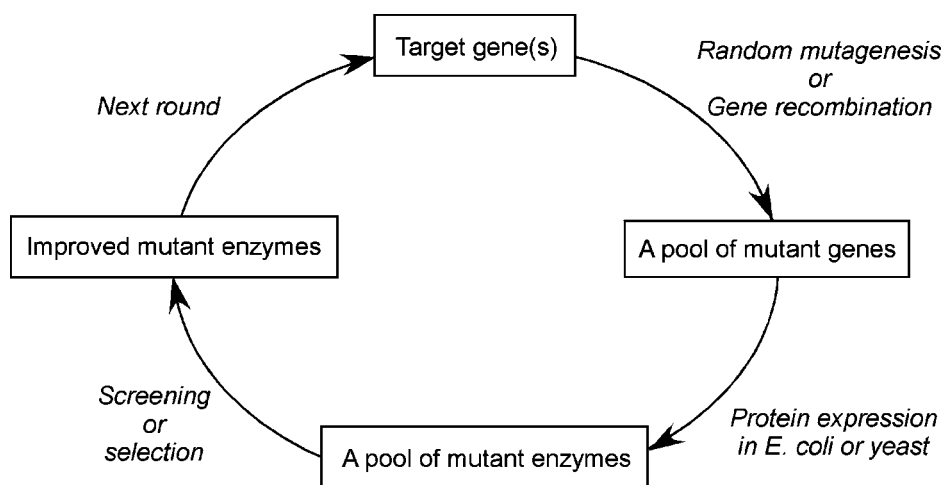 Target gene(s)
Random mutagenesis
or
Gene recombination
A pool of mutant genes
Protein expression
in E. coli or yeast
A pool of mutant enzymes
Screening
or
selection
Improved mutant enzymes
Next round